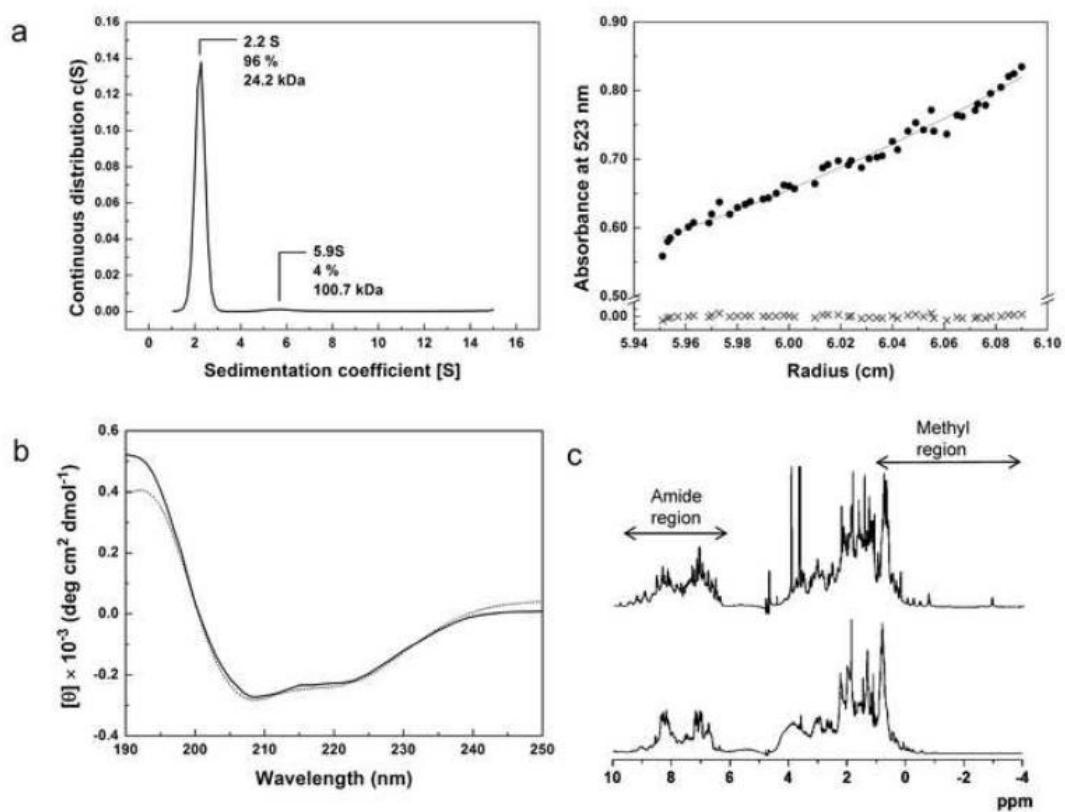 a
0.16
0.14
0.12
0.10
0.08
0.06
0.04
0.02
0.00
Continuous distribution c(S)
2.2 S
96 %
24.2 kDa
5.9S
4 %
100.7 kDa
0 2 4 6 8 10 12 14 16
Sedimentation coefficient [S]
0.90
0.80
0.70
0.60
0.50
0.00
Absorbance at 523 nm
5.94 5.96 5.98 6.00 6.02 6.04 6.06 6.08 6.10
Radius (cm)
b
0.6
0.4
0.2
0.0
-0.2
-0.4
[θ] × 10⁻³ (deg cm² dmol⁻¹)
190 200 210 220 230 240 250
Wavelength (nm)
c
Methyl
region
Amide
region
10 8 6 4 2 0 -2 -4
ppm